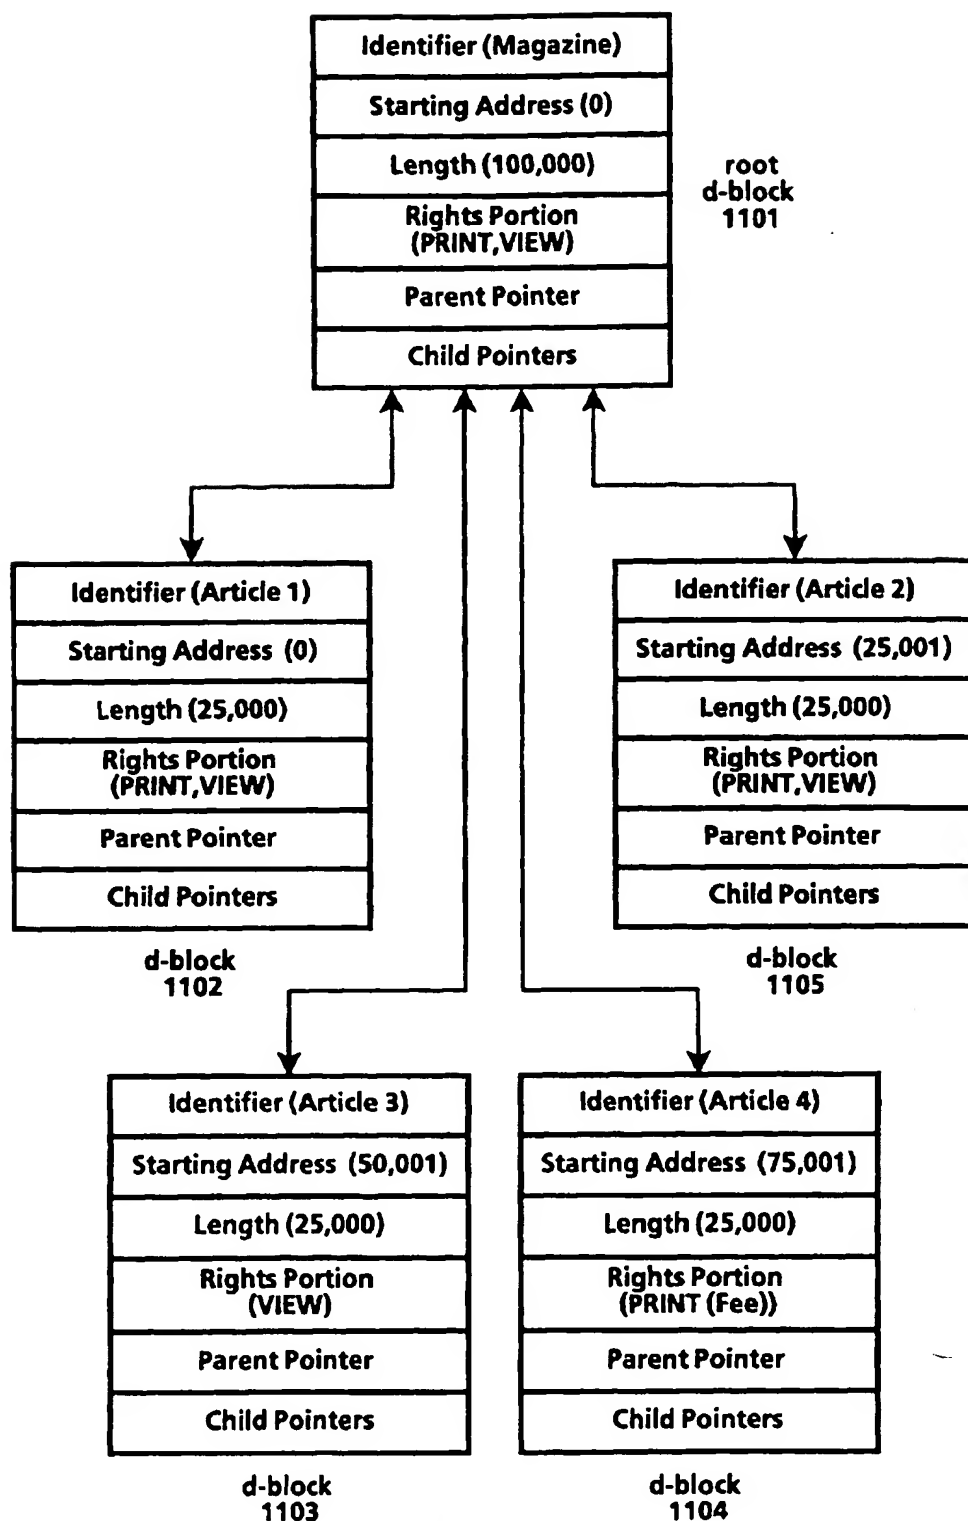 Identifier (Magazine)
Starting Address (0)
Length (100,000)
Rights Portion
(PRINT,VIEW)
Parent Pointer
Child Pointers
root
d-block
1101
Identifier (Article 1)
Starting Address (0)
Length (25,000)
Rights Portion
(PRINT,VIEW)
Parent Pointer
Child Pointers
d-block
1102
Identifier (Article 2)
Starting Address (25,001)
Length (25,000)
Rights Portion
(PRINT,VIEW)
Parent Pointer
Child Pointers
d-block
1105
Identifier (Article 3)
Starting Address (50,001)
Length (25,000)
Rights Portion
(VIEW)
Parent Pointer
Child Pointers
d-block
1103
Identifier (Article 4)
Starting Address (75,001)
Length (25,000)
Rights Portion
(PRINT (Fee))
Parent Pointer
Child Pointers
d-block
1104